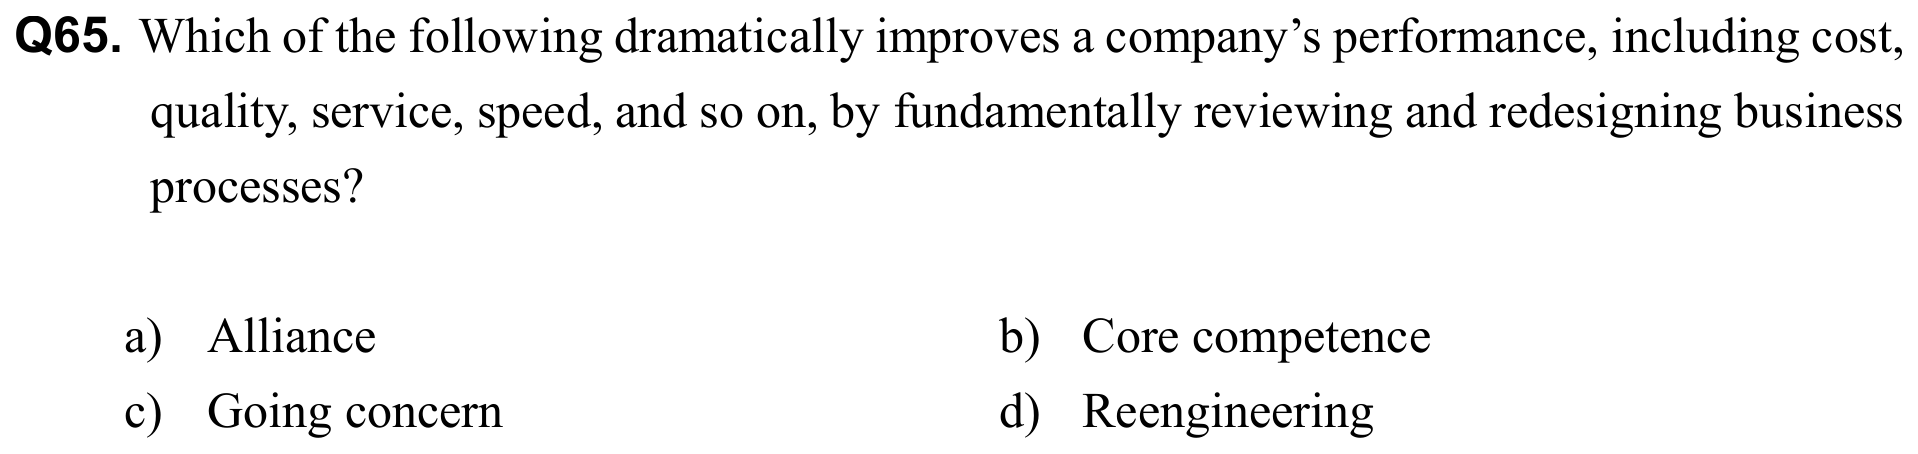 Q65. Which of the following dramatically improves a company’s performance, including cost,
quality, service, speed, and so on, by fundamentally reviewing and redesigning business
processes?
a) Alliance b) Core competence
c) Going concern d) Reengineering